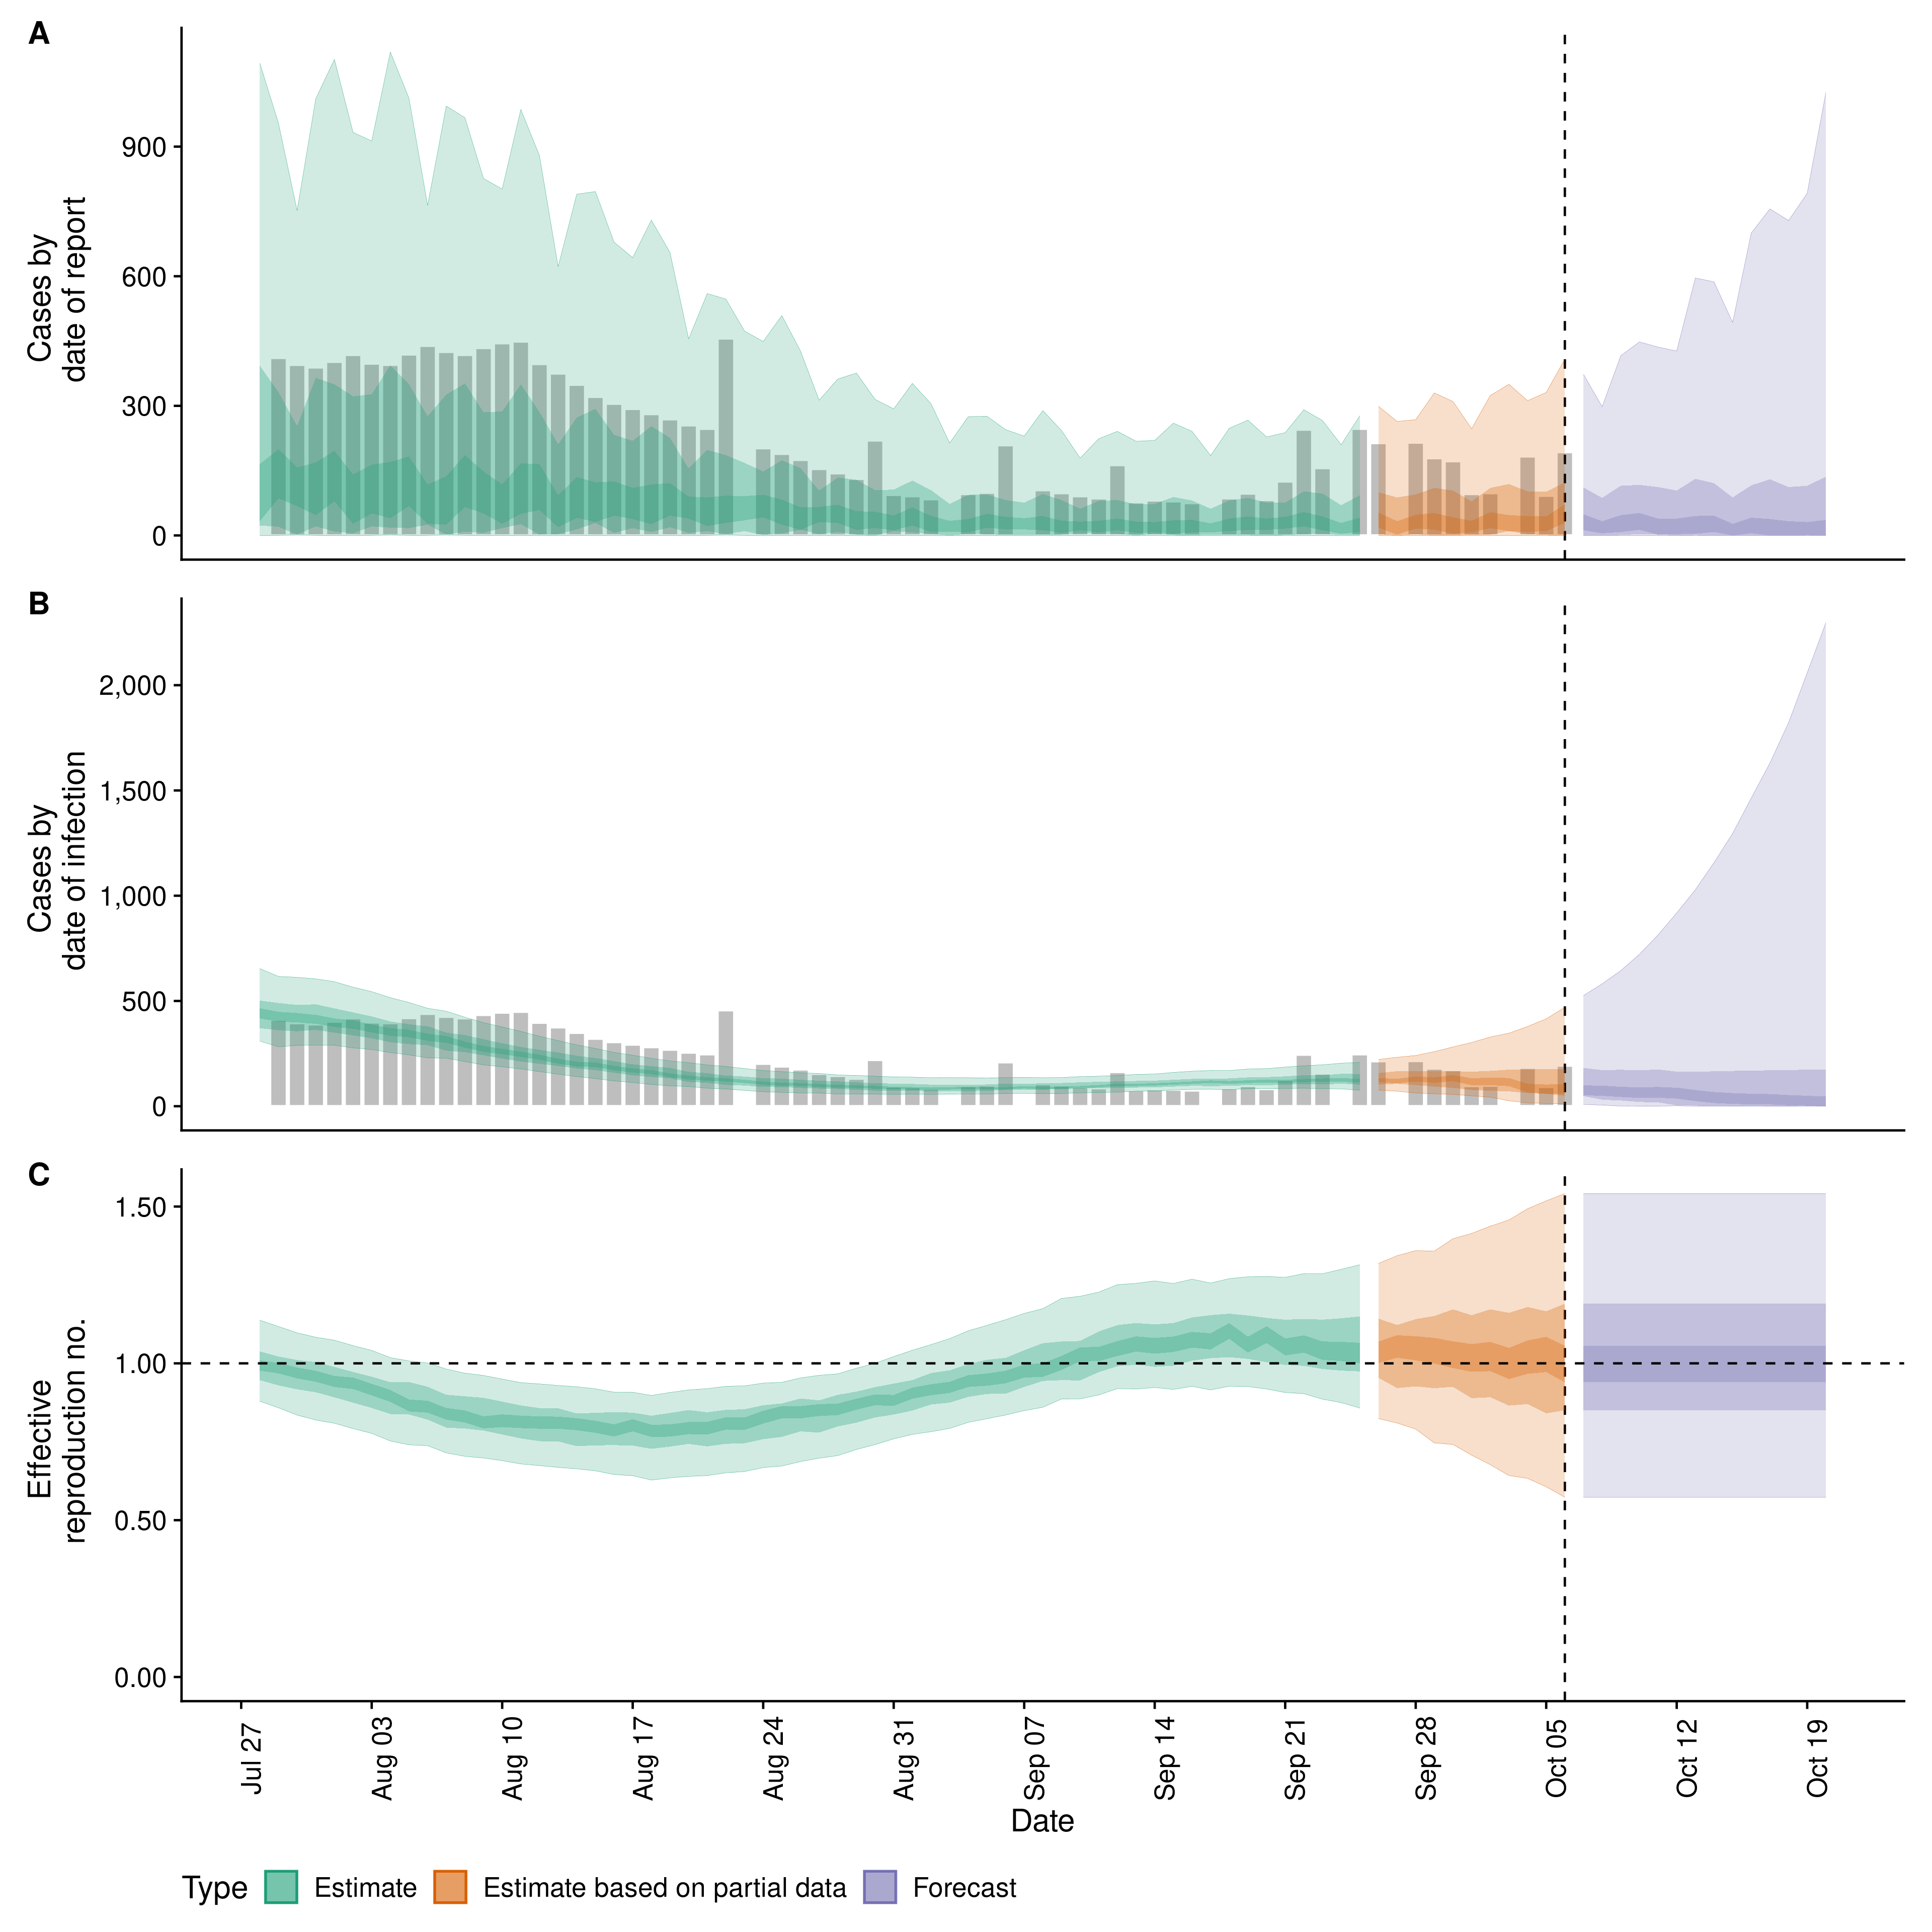 A
Cases by
date of report
900
600
300
0
B
Cases by
date of infection
2,000
1,500
1,000
500
0
C
Effective
reproduction no.
1.50
1.00
0.50
0.00
Jul 27
Aug 03
Aug 10
Aug 17
Aug 24
Aug 31
Sep 07
Sep 14
Sep 21
Sep 28
Oct 05
Oct 12
Oct 19
Date
Type Estimate Estimate based on partial data Forecast